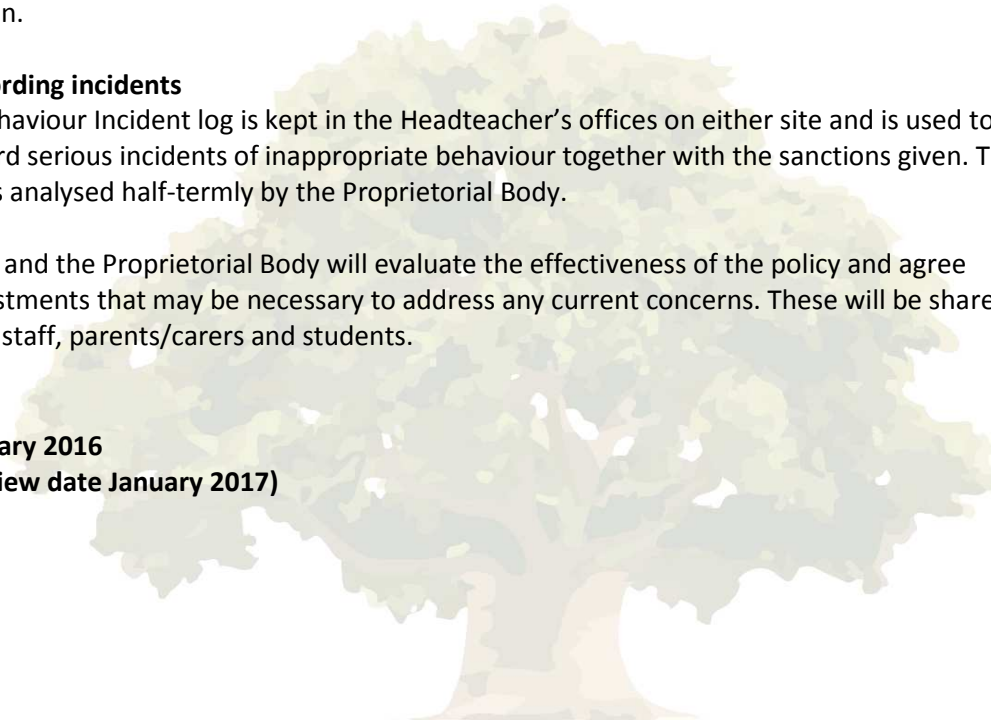 n.
rding incidents
haviour Incident log is kept in the Headteacher’s offices on either site and is used to
rd serious incidents of inappropriate behaviour together with the sanctions given. T
s analysed half-termly by the Proprietorial Body.
and the Proprietorial Body will evaluate the effectiveness of the policy and agree
stments that may be necessary to address any current concerns. These will be share
staff, parents/carers and students.
ary 2016
iew date January 2017)